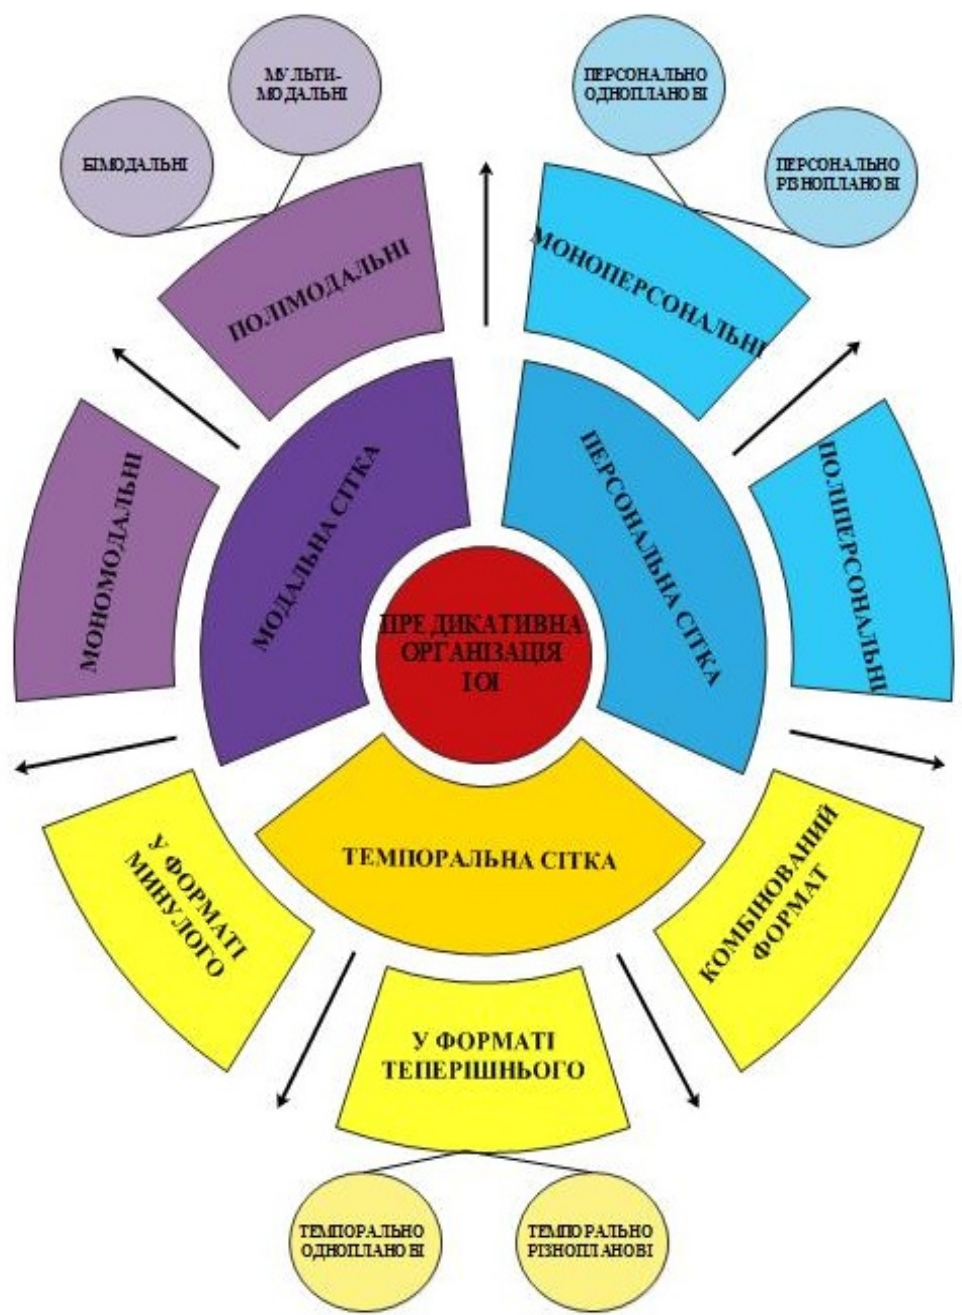 МУЛЬТИ-
МОДАЛЬНІ
БІМОДАЛЬНІ
ПЕРСОНАЛЬНО
ОДНОПЛАНОВІ
ПЕРСОНАЛЬНО
РІЗНОПЛАНОВІ
ПОЛІМОДАЛЬНІ
МОНОПЕРСОНАЛЬНІ
МОНОМОДАЛЬНІ
МОДАЛЬНА СІТКА
ПЕРСОНАЛЬНА СІТКА
ПОЛІПЕРСОНАЛЬНІ
ПРЕДИКАТИВНА
ОРГАНІЗАЦІЯ
ІОІ
ТЕМПОРАЛЬНА СІТКА
У ФОРМАТІ
МИНУЛОГО
КОМБІНОВАНИЙ
ФОРМАТ
У ФОРМАТІ
ТЕПЕРІШНЬОГО
ТЕМПОРАЛЬНО
ОДНОПЛАНОВІ
ТЕМПОРАЛЬНО
РІЗНОПЛАНОВІ